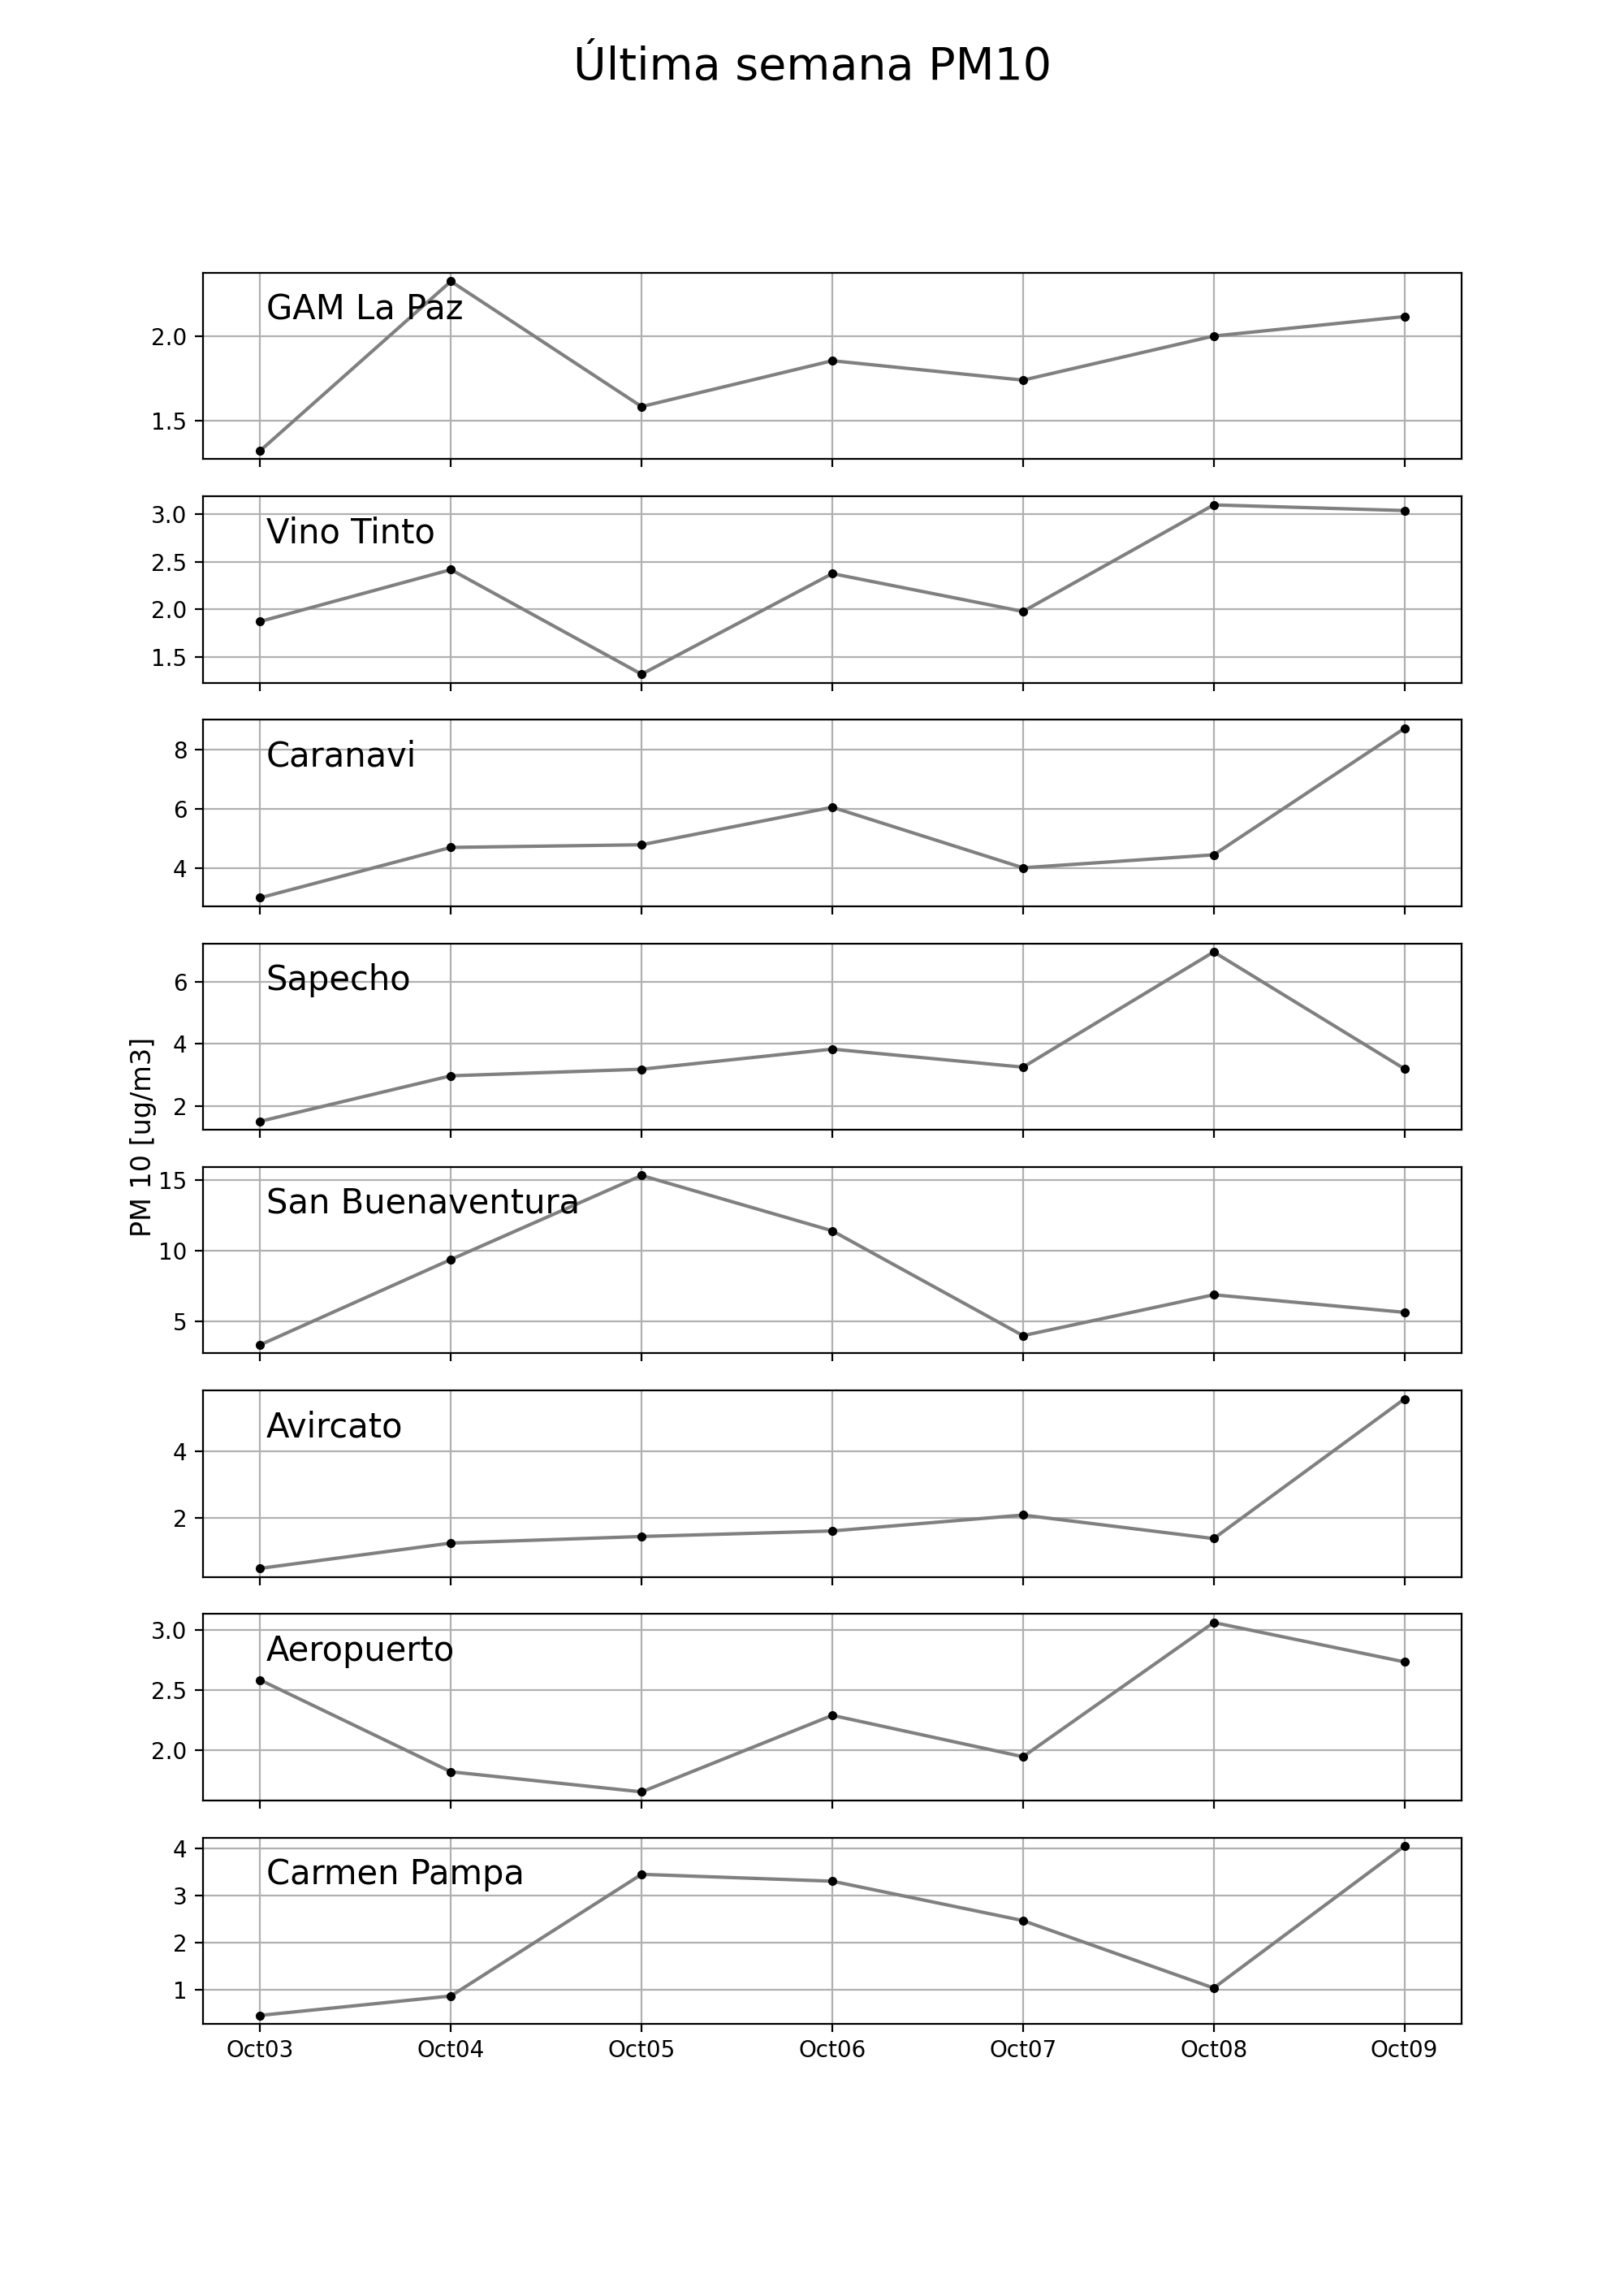 Última semana PM10
GAM La Paz
2.0
1.5
Vino Tinto
3.0
2.5
2.0
1.5
Caranavi
8
6
4
Sapecho
6
4
2
PM 10 [ug/m3]
San Buenaventura
15
10
5
Avircato
4
2
Aeropuerto
3.0
2.5
2.0
Carmen Pampa
4
3
2
1
Oct03 Oct04 Oct05 Oct06 Oct07 Oct08 Oct09